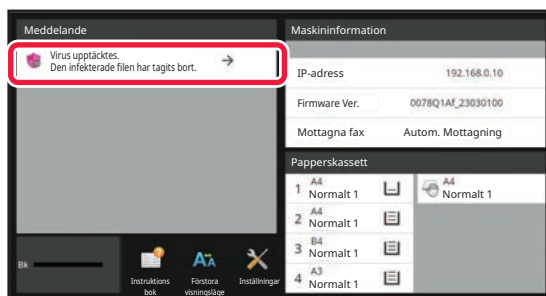 Meddelande
Virus upptäcktes.
Den infekterade filen har tagits bort.
Bk
Instruktions
bok
Förstora
visningsläge
Inställningar
Maskininformation
IP-adress 192.168.0.10
Firmware Ver. 0078Q1Af_23030100
Mottagna fax Autom. Mottagning
Papperskassett
1 A4
Normalt 1
A4
Normalt 1
2 A4
Normalt 1
3 B4
Normalt 1
4 A3
Normalt 1